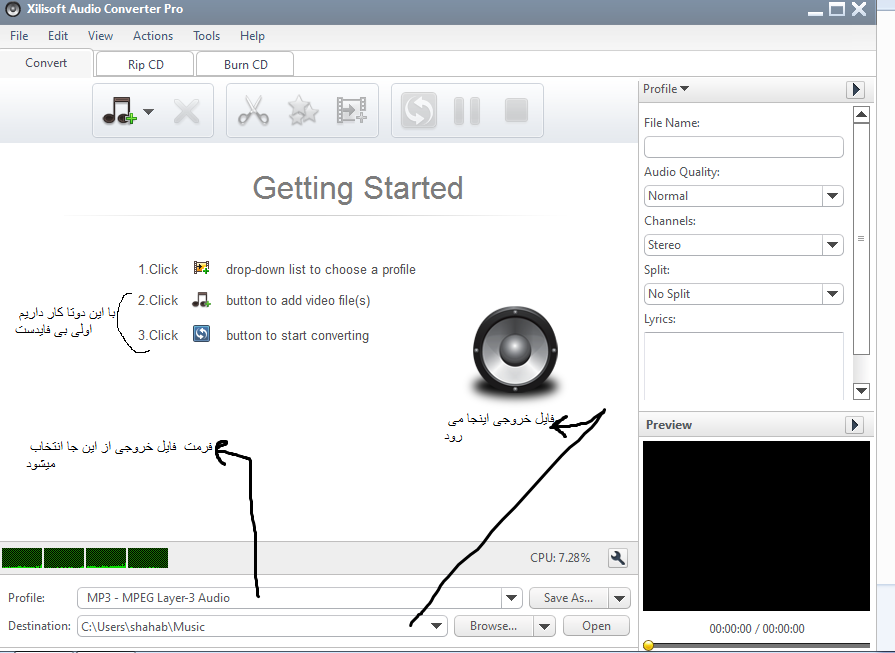 Xilisoft Audio Converter Pro
File Edit View Actions Tools Help
Convert Rip CD Burn CD
Profile
File Name:
Audio Quality:
Normal
Channels:
Stereo
Split:
No Split
Lyrics:
Getting Started
1.Click drop-down list to choose a profile
2.Click button to add video file(s)
3.Click button to start converting
با این دوتا کار داریم
اولی بی فایدست
فایل خروجی اینجا می
رود
فرمت فایل خروجی از این جا انتخاب
میشود
Preview
CPU: 7.28%
Profile: MP3 - MPEG Layer-3 Audio Save As...
Destination: C:\Users\shahab\Music Browse... Open
00:00:00 / 00:00:00